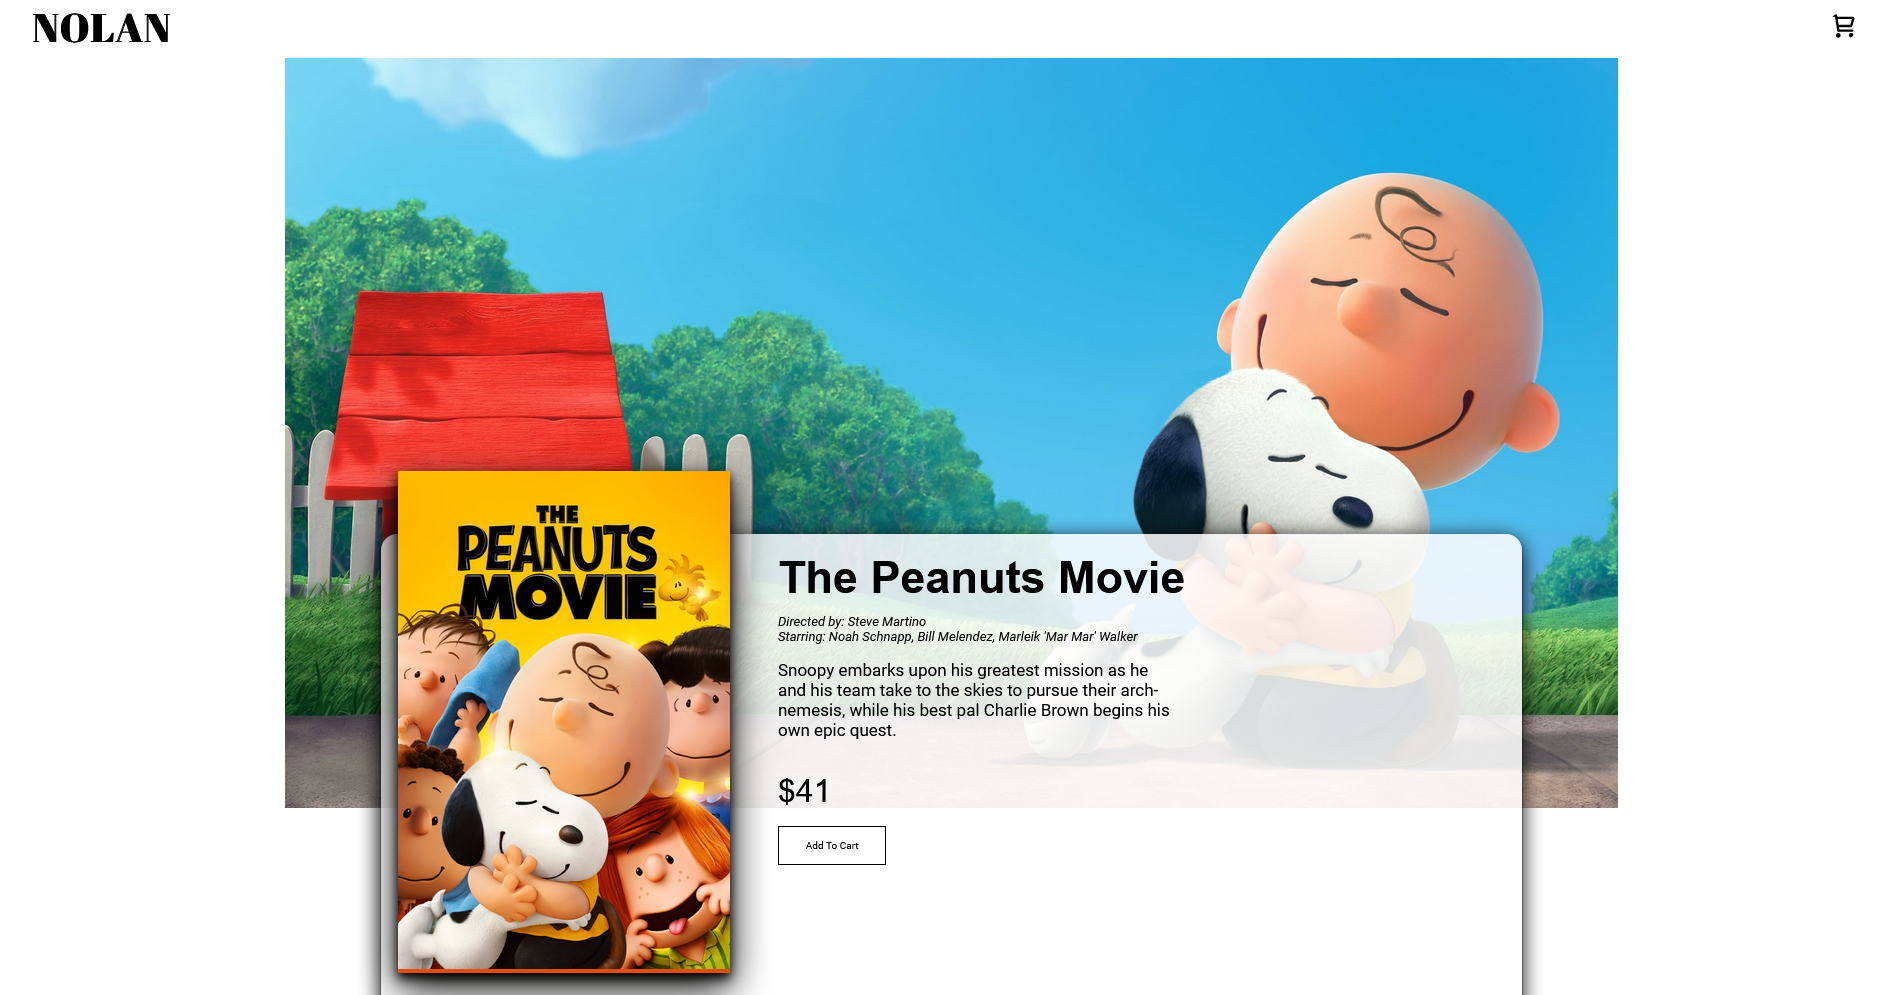 NOLAN
THE
PEANUTS
MOVIE
The Peanuts Movie
Directed by: Steve Martino
Starring: Noah Schnapp, Bill Melendez, Marleik 'Mar Mar' Walker
Snoopy embarks upon his greatest mission as he
and his team take to the skies to pursue their arch-
nemesis, while his best pal Charlie Brown begins his
own epic quest.
$41
Add To Cart